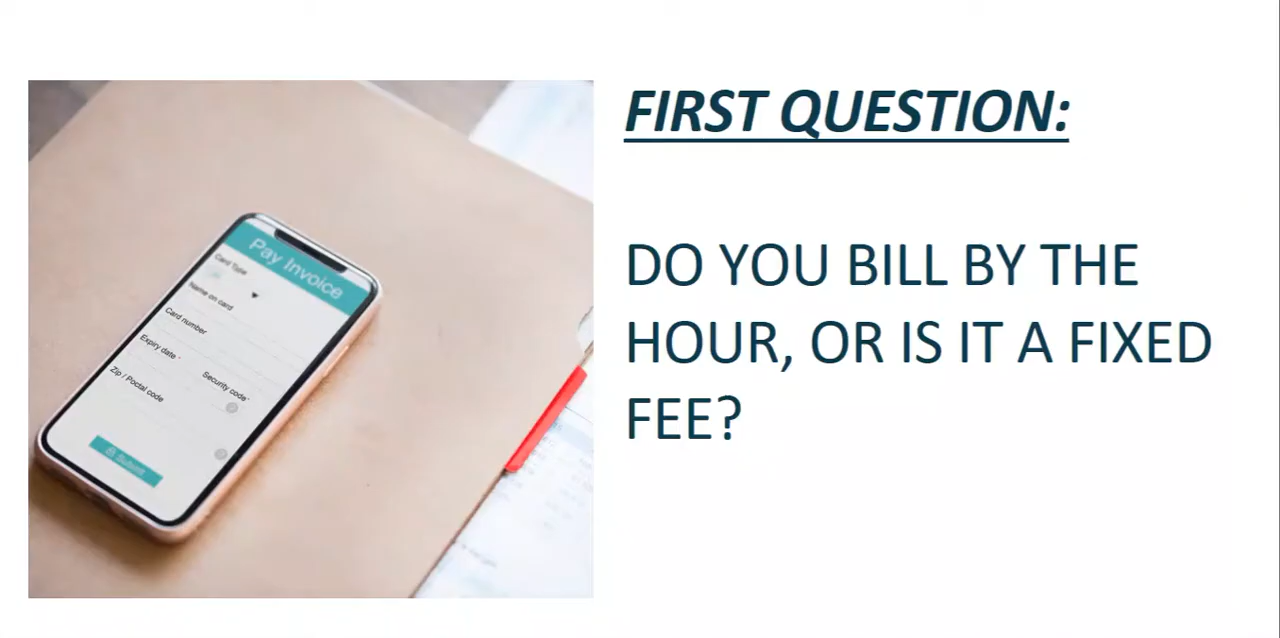 FIRST QUESTION:
DO YOU BILL BY THE
HOUR, OR IS IT A FIXED
FEE?
Pay Invoice
Card Type
Name on card
Card number
Expiry date *
Security code*
Zip / Postal code
Submit